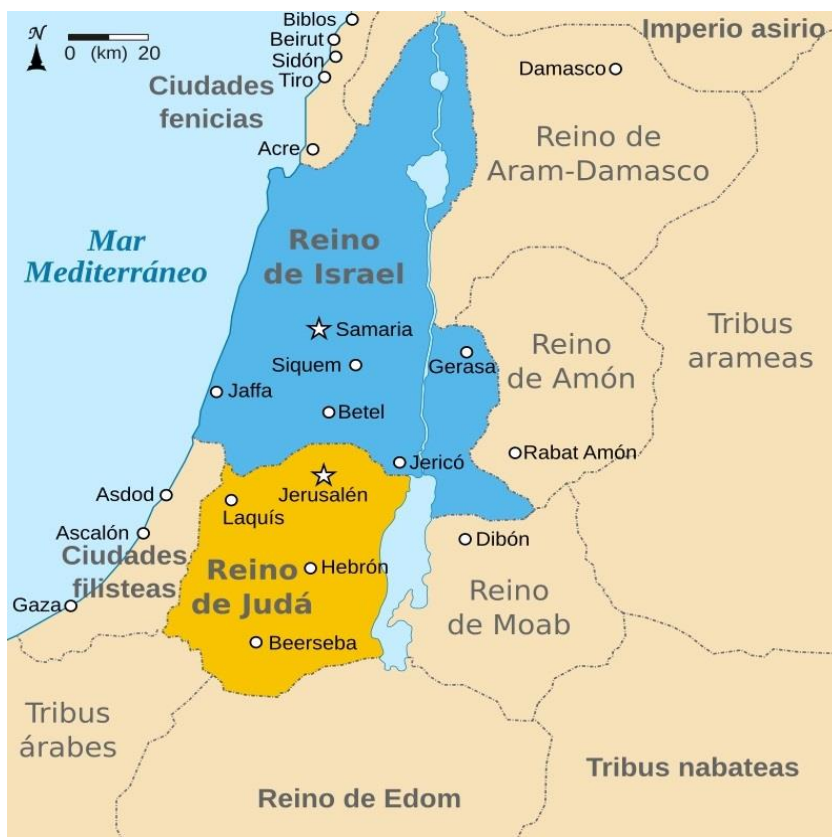 N
0 (km) 20
Biblos
Beirut
Sidón
Tiro
Imperio asirio
Damasco
Ciudades
fenicias
Acre
Reino de
Aram-Damasco
Mar
Mediterráneo
Reino
de Israel
Samaria
Siquem
Gerasa
Reino
de Amón
Tribus
arameas
Jaffa
Betel
Jericó
Rabat Amón
Jerusalén
Asdod
Laquís
Ascalón
Ciudades
filisteas
Dibón
Hebrón
Reino
de Judá
Gaza
Reino
de Moab
Beerseba
Tribus
árabes
Tribus nabateas
Reino de Edom